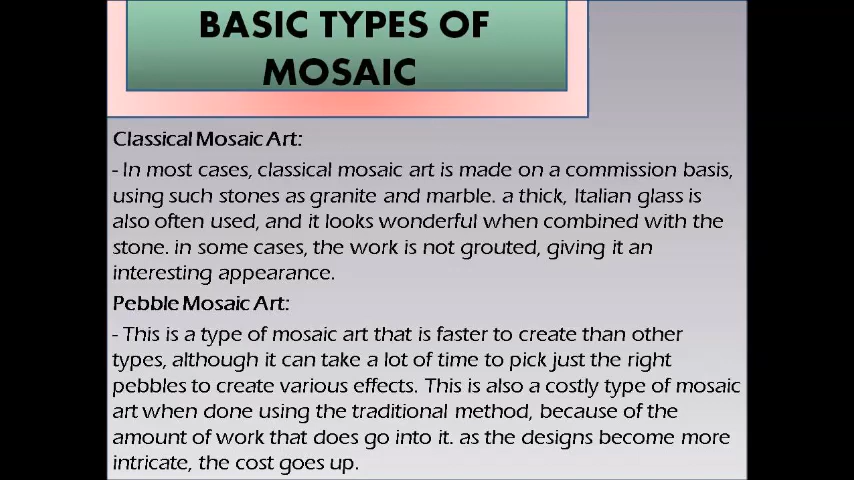 BASIC TYPES OF
MOSAIC
Classical Mosaic Art:
- In most cases, classical mosaic art is made on a commission basis,
using such stones as granite and marble. a thick, Italian glass is
also often used, and it looks wonderful when combined with the
stone. in some cases, the work is not grouted, giving it an
interesting appearance.
Pebble Mosaic Art:
- This is a type of mosaic art that is faster to create than other
types, although it can take a lot of time to pick just the right
pebbles to create various effects. This is also a costly type of mosaic
art when done using the traditional method, because of the
amount of work that does go into it. as the designs become more
intricate, the cost goes up.